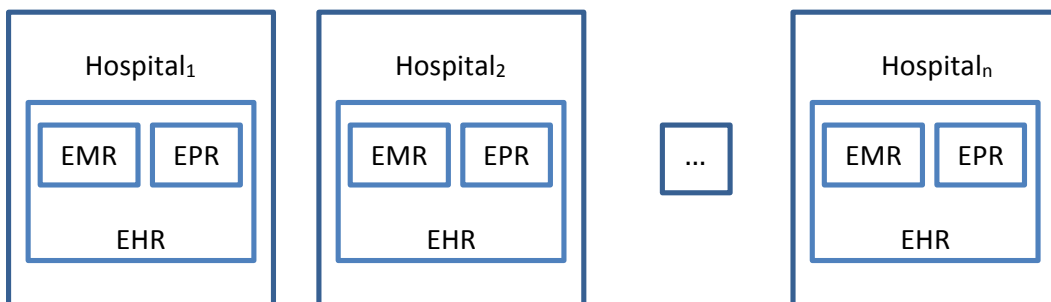 Hospital₁ Hospital₂ Hospitalₙ
EMR EPR EMR EPR ... EMR EPR
EHR EHR EHR